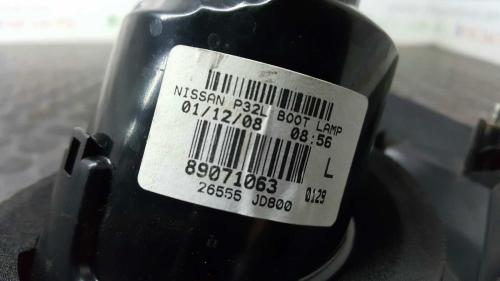 NISSAN P32L BOOT LAMP
01/12/08 08:56
L
89071063
26555 JD800 0129